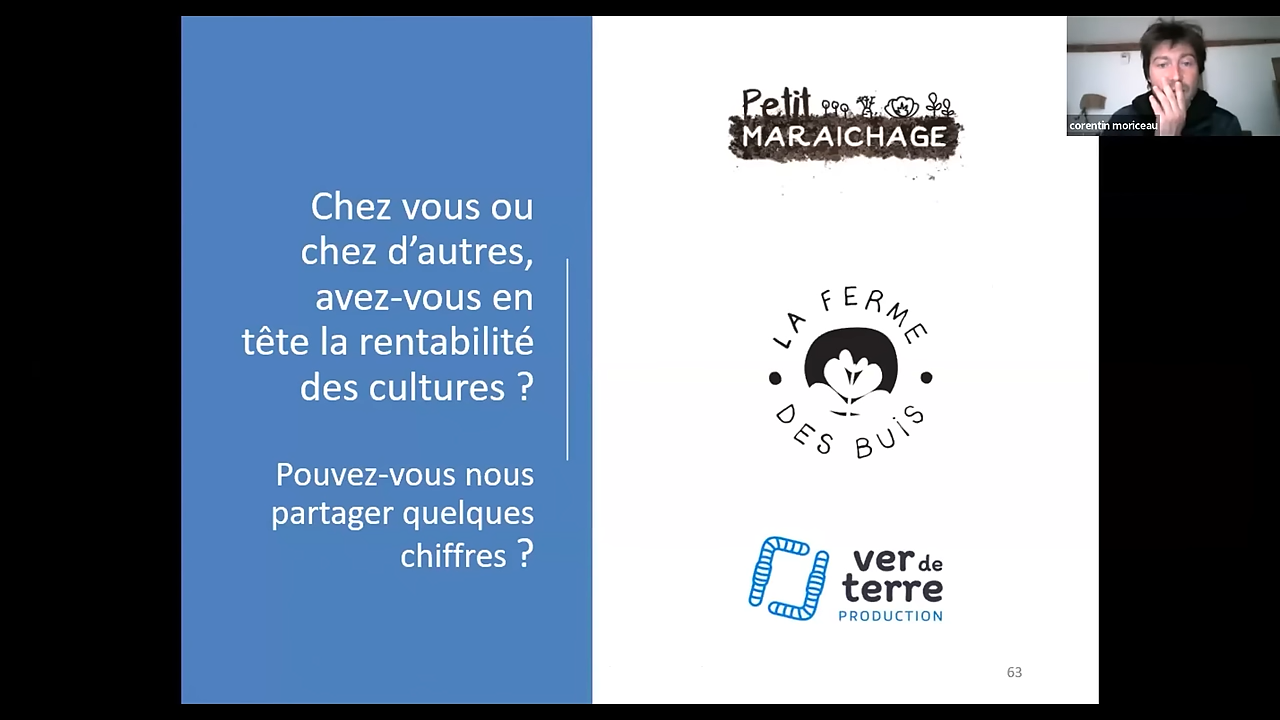 Chez vous ou
chez d’autres,
avez-vous en
tête la rentabilité
des cultures ?
Pouvez-vous nous
partager quelques
chiffres ?
Petit
MARAICHAGE
LA FERME
DES BUIS
ver de
terre
PRODUCTION
63
corentin moriceau